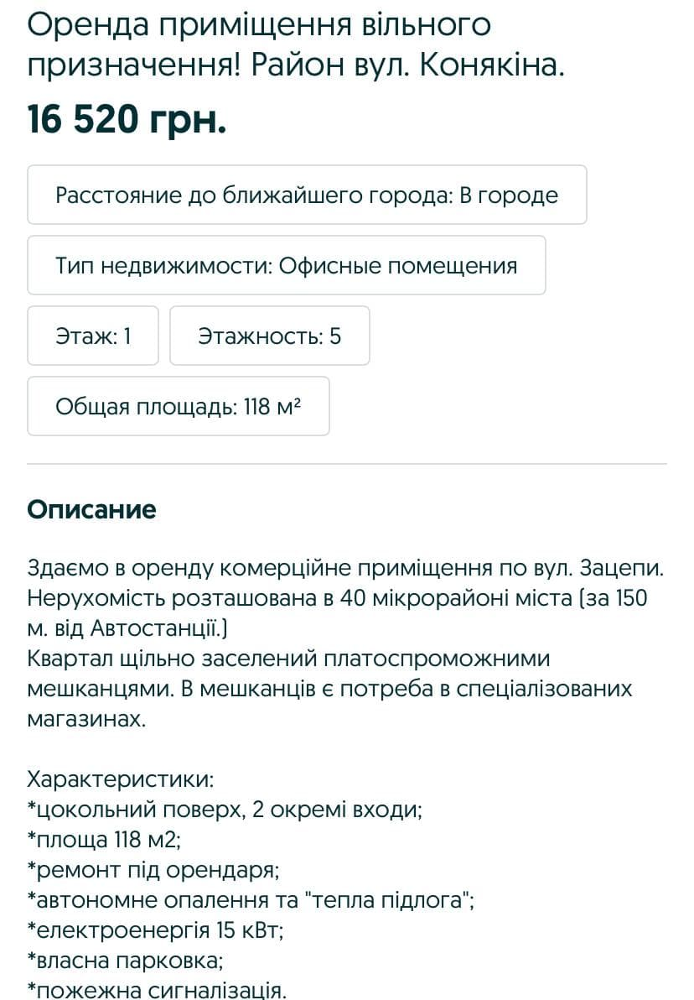 Оренда приміщення вільного
призначення! Район вул. Конякіна.
16 520 грн.
Расстояние до ближайшего города: В городе
Тип недвижимости: Офисные помещения
Этаж: 1
Этажность: 5
Общая площадь: 118 м²
Описание
Здаємо в оренду комерційне приміщення по вул. Зацепи.
Нерухомість розташована в 40 мікрорайоні міста (за 150
м. від Автостанції.)
Квартал щільно заселений платоспроможними
мешканцями. В мешканців є потреба в спеціалізованих
магазинах.
Характеристики:
*цокольний поверх, 2 окремі входи;
*площа 118 м2;
*ремонт під орендаря;
*автономне опалення та "тепла підлога";
*електроенергія 15 кВт;
*власна парковка;
*пожежна сигналізація.